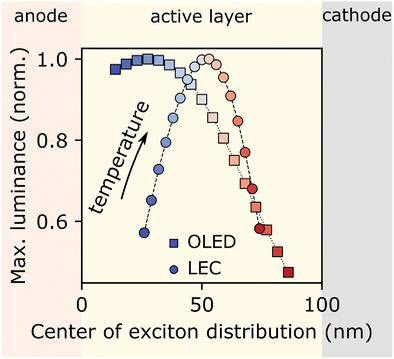 anode
active layer
cathode
Max. luminance (norm.)
1.0
0.8
0.6
temperature
OLED
LEC
0
50
100
Center of exciton distribution (nm)